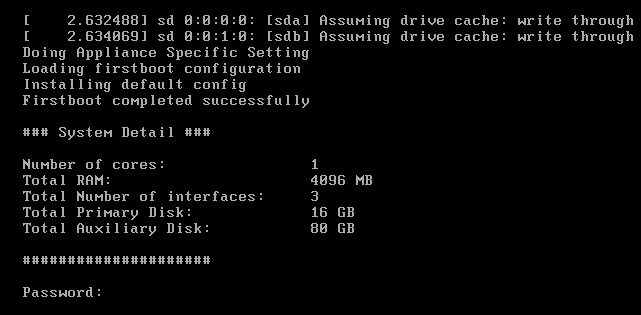 [    2.632488] sd 0:0:0:0: [sda] Assuming drive cache: write through
[    2.634069] sd 0:0:1:0: [sdb] Assuming drive cache: write through
Doing Appliance Specific Setting
Loading firstboot configuration
Installing default config
Firstboot completed successfully
### System Detail ###
Number of cores: 1
Total RAM: 4096 MB
Total Number of interfaces: 3
Total Primary Disk: 16 GB
Total Auxiliary Disk: 80 GB
#####################
Password: